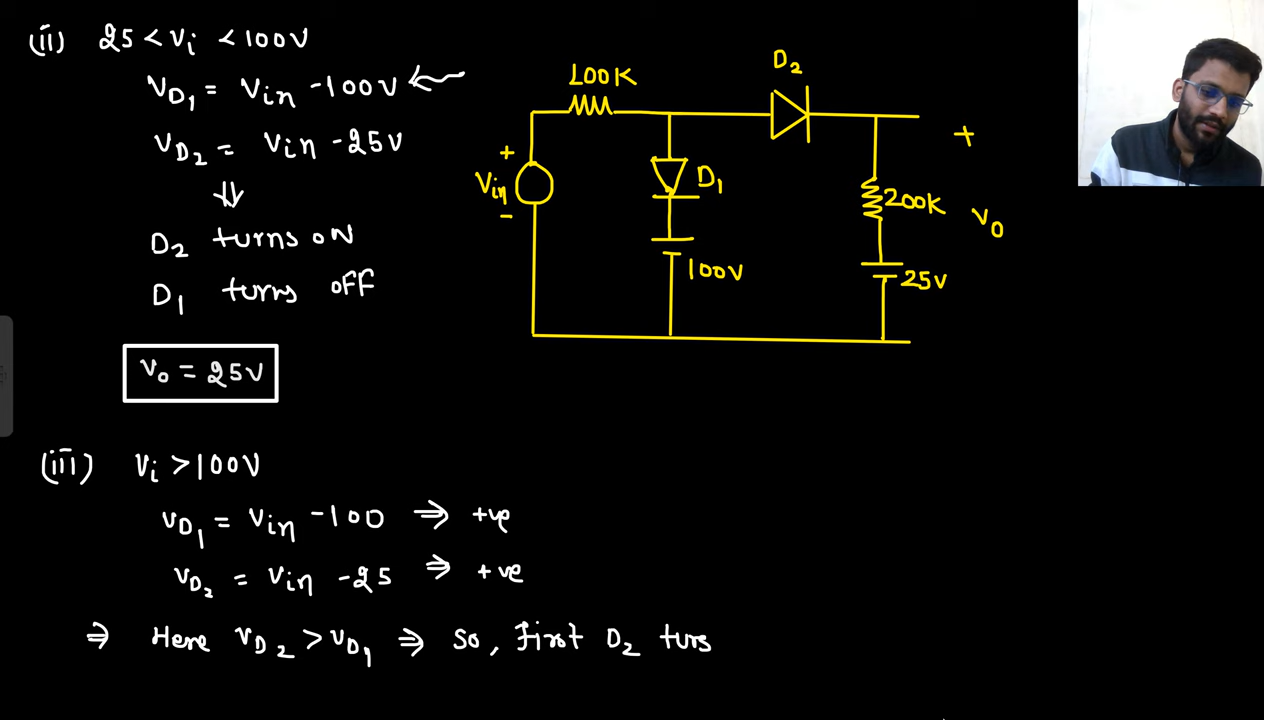 (ii) 25 < Vi < 100V
VD1 = Vin - 100V
VD2 = Vin - 25V
⇓
D2 turns ON
D1 turns OFF
Vo = 25V
100K
D2
+
Vin
-
D1
100V
200K
25V
+
Vo
(iii) Vi > 100V
VD1 = Vin - 100 ⇒ +ve
VD2 = Vin - 25 ⇒ +ve
⇒ Here VD2 > VD1 ⇒ So, First D2 turs